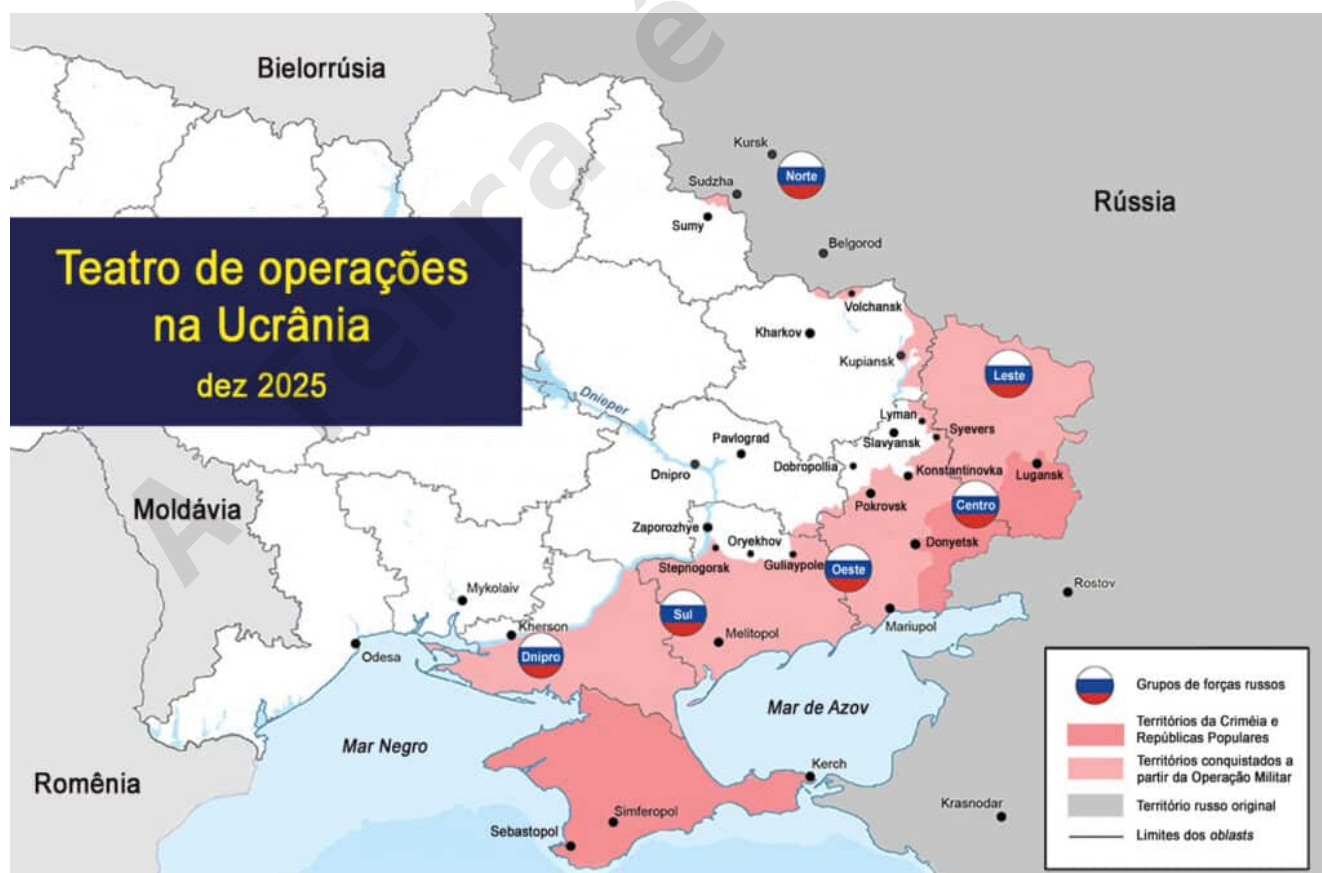 Bielorrússia
Kursk
Norte
Sudzha
Rússia
Sumy
Belgorod
Teatro de operações
na Ucrânia
dez 2025
Volchansk
Kharkov
Kupiansk
Leste
Dnieper
Lyman
Syevers
Pavlograd
Slavyansk
Dobropollia
Dnipro
Konstantinovka
Lugansk
Moldávia
Pokrovsk
Centro
Zaporozhye
Oryekhov
Donyetsk
Stepnogorsk
Guliaypole
Oeste
Rostov
Mykolaiv
Sul
Mariupol
Kherson
Melitopol
Odesa
Dnipro
Mar de Azov
Mar Negro
Kerch
Romênia
Simferopol
Krasnodar
Sebastopol
Grupos de forças russos
Territórios da Criméia e
Repúblicas Populares
Territórios conquistados a
partir da Operação Militar
Território russo original
Limites dos oblasts